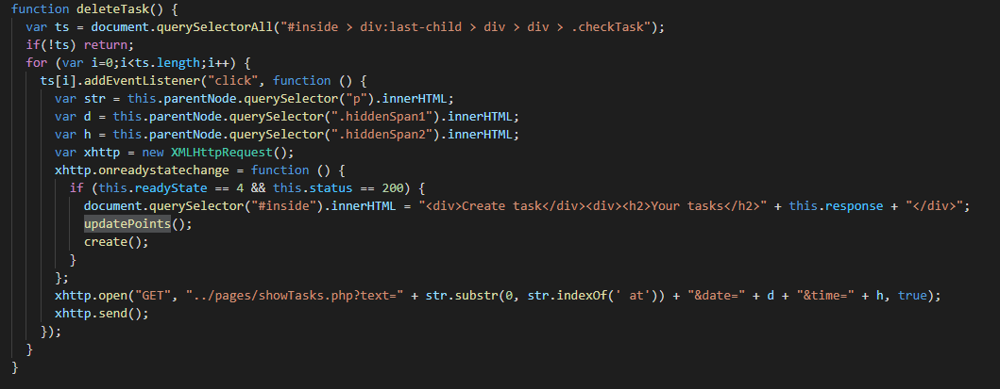 function deleteTask() {
var ts = document.querySelectorAll("#inside > div:last-child > div > div > .checkTask");
if(!ts) return;
for (var i=0;i<ts.length;i++) {
ts[i].addEventListener("click", function () {
var str = this.parentNode.querySelector("p").innerHTML;
var d = this.parentNode.querySelector(".hiddenSpan1").innerHTML;
var h = this.parentNode.querySelector(".hiddenSpan2").innerHTML;
var xhttp = new XMLHttpRequest();
xhttp.onreadystatechange = function () {
if (this.readyState == 4 && this.status == 200) {
document.querySelector("#inside").innerHTML = "<div>Create task</div><div><h2>Your tasks</h2>" + this.response + "</div>";
updatePoints();
create();
}
};
xhttp.open("GET", "../pages/showTasks.php?text=" + str.substr(0, str.indexOf(' at')) + "&date=" + d + "&time=" + h, true);
xhttp.send();
});
}
}